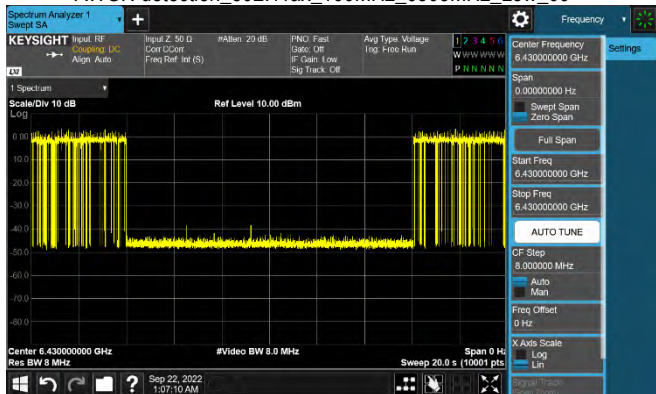 Spectrum Analyzer 1
Swept SA
+
Frequency
KEYSIGHT
Input: RF
Coupling: DC
Align: Auto
Input Z: 50 Ω
Corr CCorr
Freq Ref: Int (S)
#Atten: 20 dB
PNO: Fast
Gate: Off
IF Gain: Low
Sig Track: Off
Avg Type: Voltage
Trig: Free Run
1 2 3 4 5 6
W W W W W W
P N N N N N
LXI
1 Spectrum
Scale/Div 10 dB
Ref Level 10.00 dBm
Log
0.00
-10.0
-20.0
-30.0
-40.0
-50.0
-60.0
-70.0
-80.0
Center 6.430000000 GHz
#Video BW 8.0 MHz
Span 0 Hz
Res BW 8 MHz
Sweep 20.0 s (10001 pts
Settings
Center Frequency
6.430000000 GHz
Span
0.00000000 Hz
Swept Span
Zero Span
Full Span
Start Freq
6.430000000 GHz
Stop Freq
6.430000000 GHz
AUTO TUNE
CF Step
8.000000 MHz
Auto
Man
Freq Offset
0 Hz
X Axis Scale
Log
Lin
Signal Track
?
Sep 22, 2022
1:07:10 AM